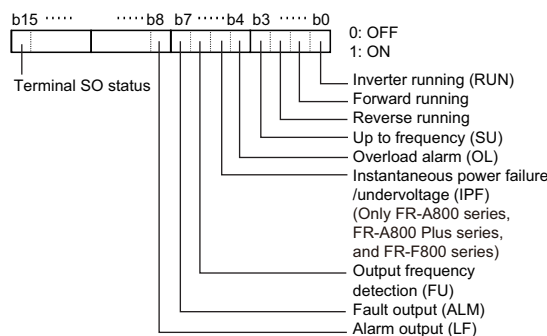 b15 ····· ····· b8 b7 ····· b4 b3 ····· b0
0: OFF
1: ON
Terminal SO status
Inverter running (RUN)
Forward running
Reverse running
Up to frequency (SU)
Overload alarm (OL)
Instantaneous power failure
/undervoltage (IPF)
(Only FR-A800 series,
FR-A800 Plus series,
and FR-F800 series)
Output frequency
detection (FU)
Fault output (ALM)
Alarm output (LF)